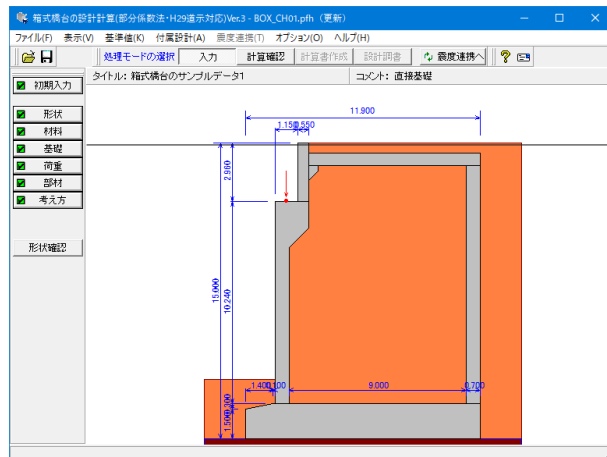 箱式橋台の設計計算(部分係数法・H29道示対応)Ver.3 - BOX_CH01.pfh（更新）
ファイル(F) 表示(V) 基準値(K) 付属設計(A) 震度連携(T) オプション(O) ヘルプ(H)
処理モードの選択 入力 計算確認 計算書作成 設計調書 震度連携へ
タイトル: 箱式橋台のサンプルデータ1 コメント: 直接基礎
初期入力
形状
材料
基礎
荷重
部材
考え方
形状確認
11.900
1.150 0.550
2.960
15.000
10.240
1.400 0.100 9.000 0.700
0.300
1.500